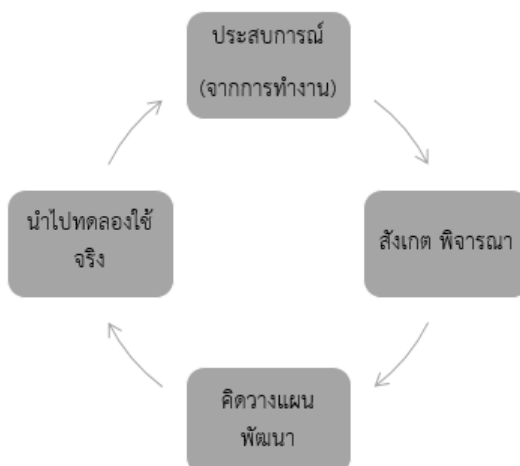 ประสบการณ์
(จากการทำงาน)
สังเกต พิจารณา
คิดวางแผน
พัฒนา
นำไปทดลองใช้
จริง